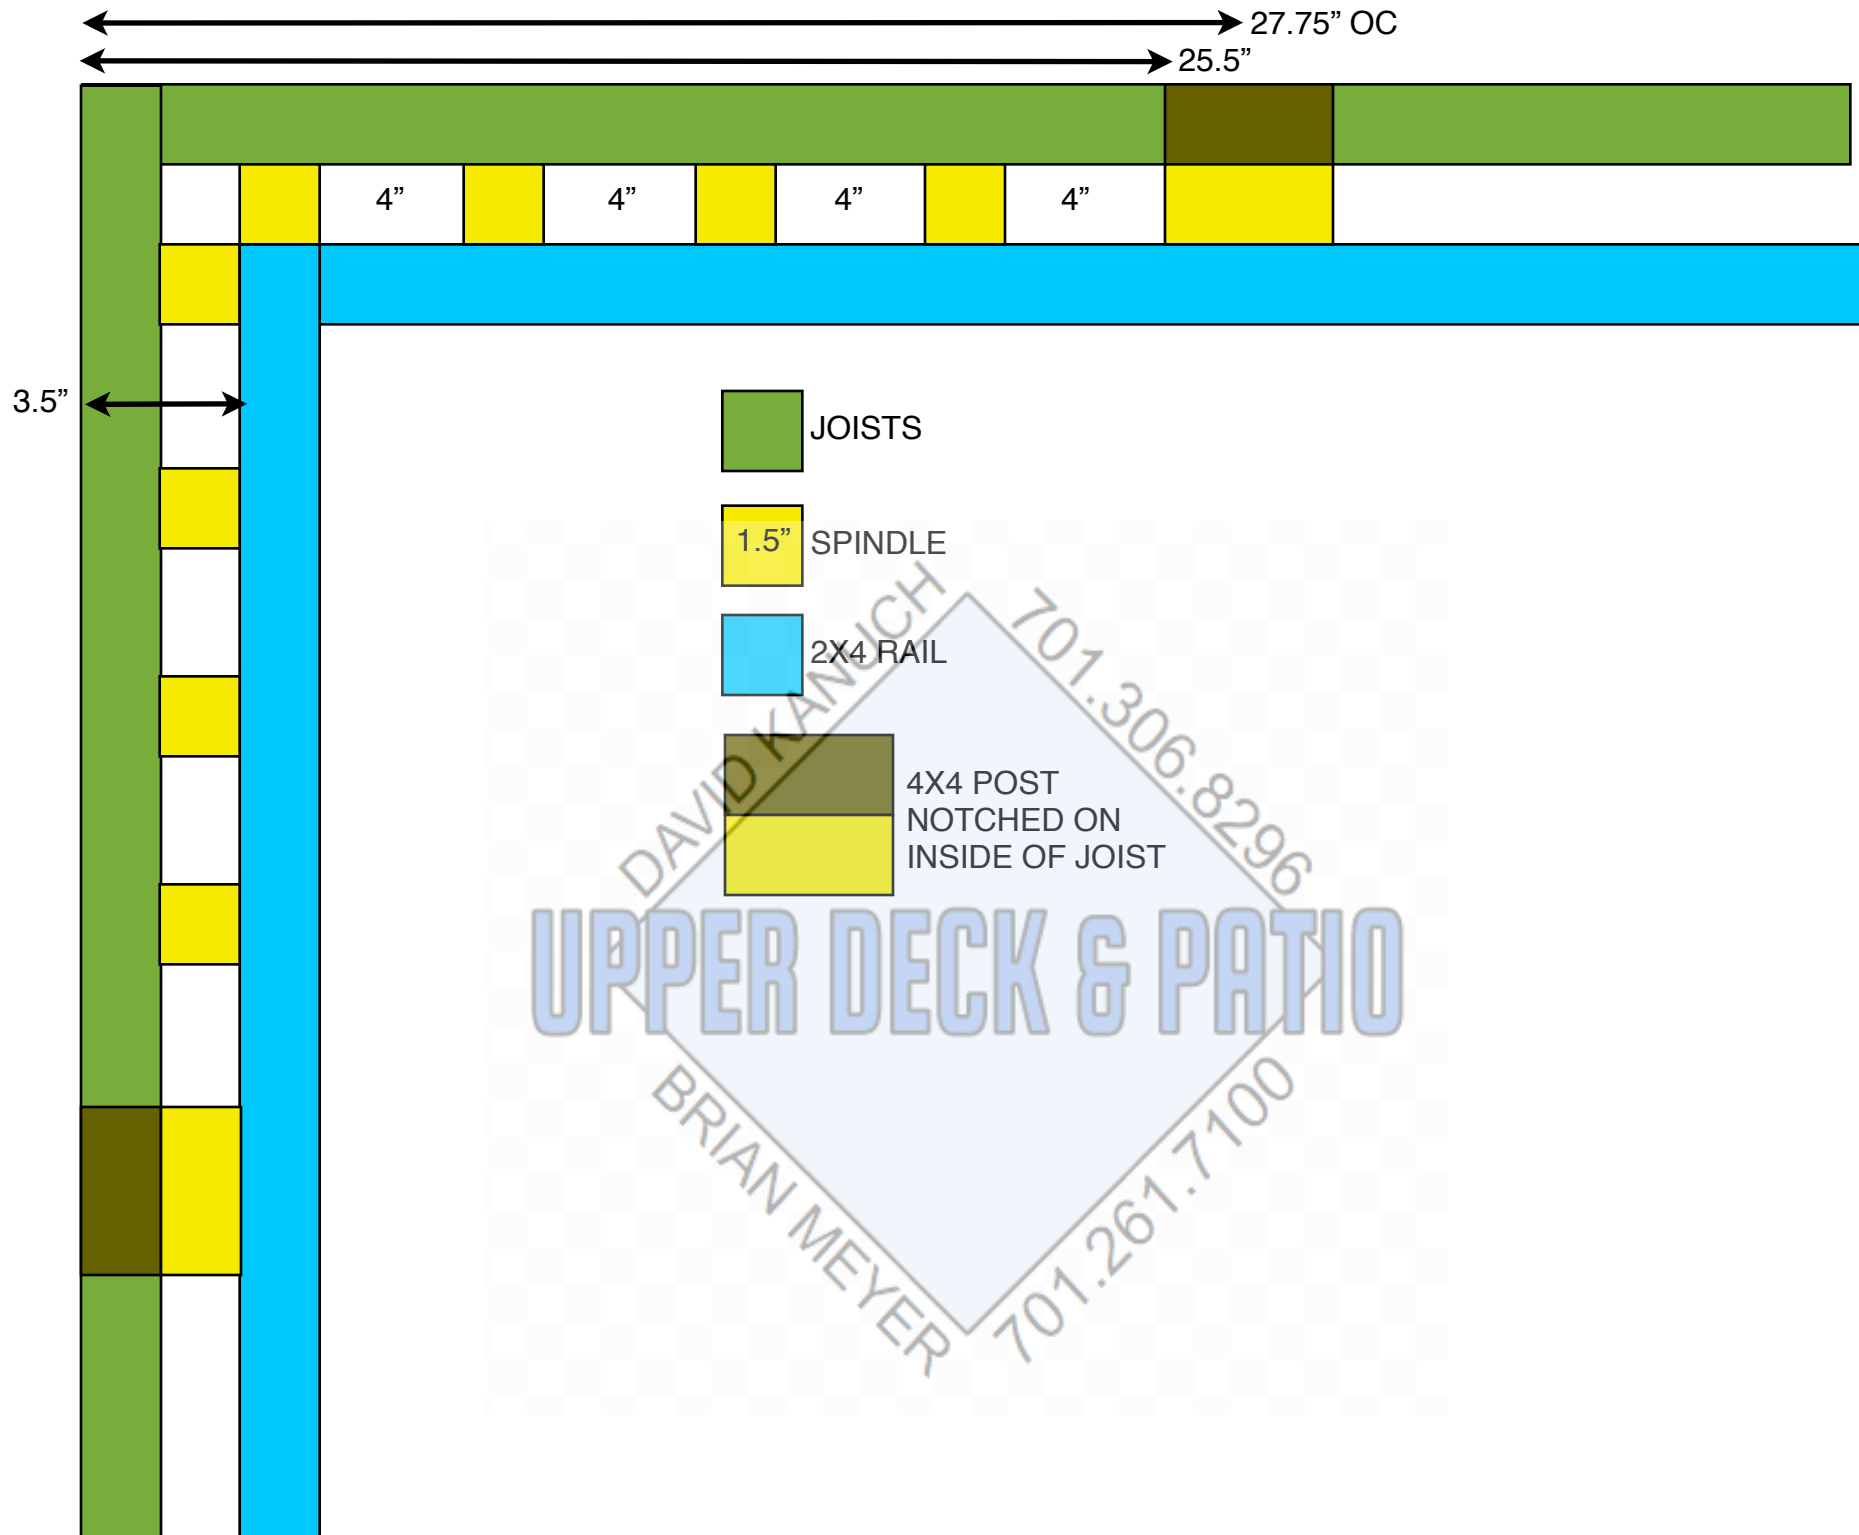 27.75” OC
25.5”
4”
4”
4”
4”
3.5”
JOISTS
1.5”
SPINDLE
2X4 RAIL
4X4 POST
NOTCHED ON
INSIDE OF JOIST
DAVID KANUCH
701.306.8296
UPPER DECK & PATIO
BRIAN MEYER
701.261.7100